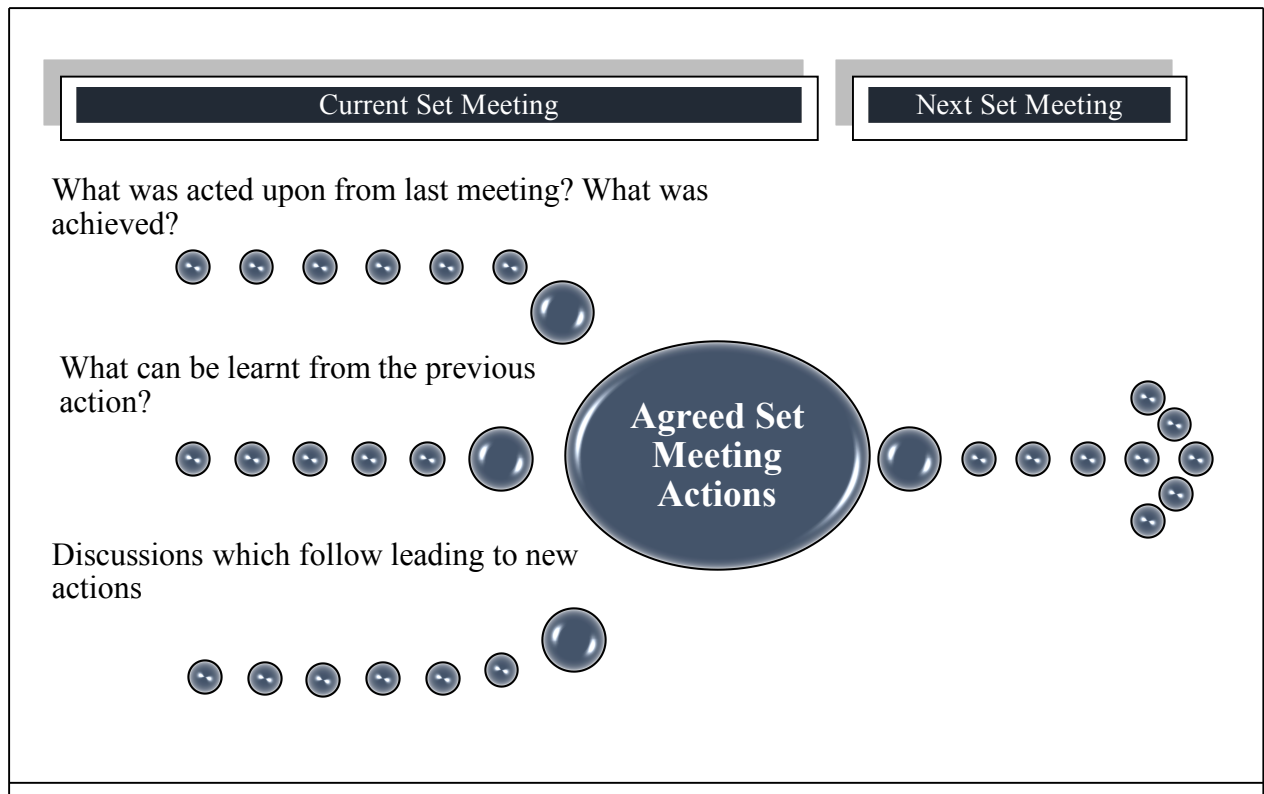 Current Set Meeting
Next Set Meeting
What was acted upon from last meeting? What was
achieved?
What can be learnt from the previous
action?
Agreed Set
Meeting
Actions
Discussions which follow leading to new
actions